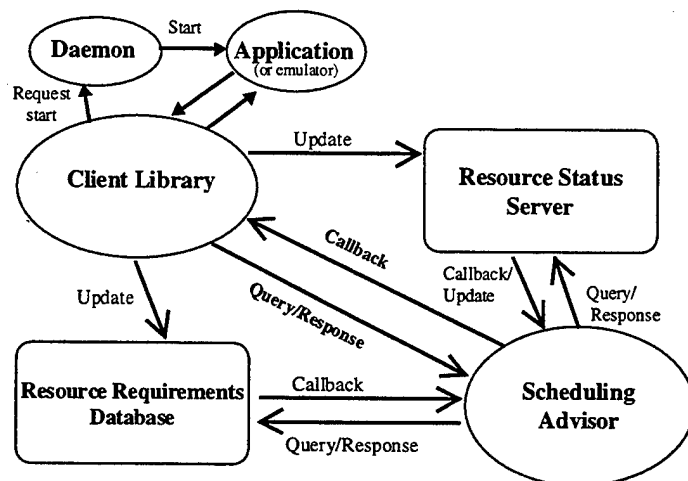 Start
Daemon
Application
(or emulator)
Request
start
Update
Client Library
Resource Status
Server
Callback
Callback/
Update
Query/
Response
Update
Query/Response
Resource Requirements
Database
Callback
Scheduling
Advisor
Query/Response